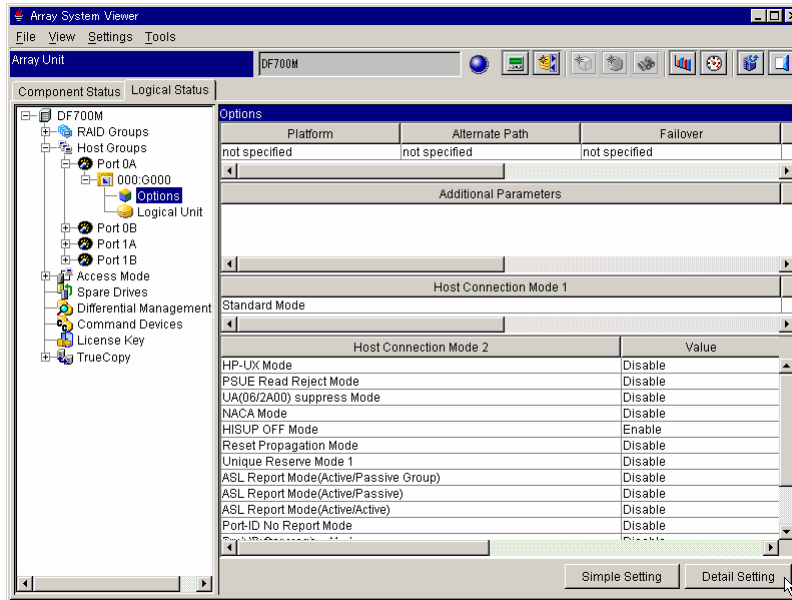 Array System Viewer
File View Settings Tools
Array Unit
DF700M
Component Status Logical Status
DF700M
RAID Groups
Host Groups
Port 0A
000:G000
Options
Logical Unit
Port 0B
Port 1A
Port 1B
Access Mode
Spare Drives
Differential Management
Command Devices
License Key
TrueCopy
Options
Platform Alternate Path Failover
not specified not specified not specified
Additional Parameters
Host Connection Mode 1
Standard Mode
Host Connection Mode 2 Value
HP-UX Mode Disable
PSUE Read Reject Mode Disable
UA(06/2A00) suppress Mode Disable
NACA Mode Disable
HISUP OFF Mode Enable
Reset Propagation Mode Disable
Unique Reserve Mode 1 Disable
ASL Report Mode(Active/Passive Group) Disable
ASL Report Mode(Active/Passive) Disable
ASL Report Mode(Active/Active) Disable
Port-ID No Report Mode Disable
Disable
Simple Setting Detail Setting